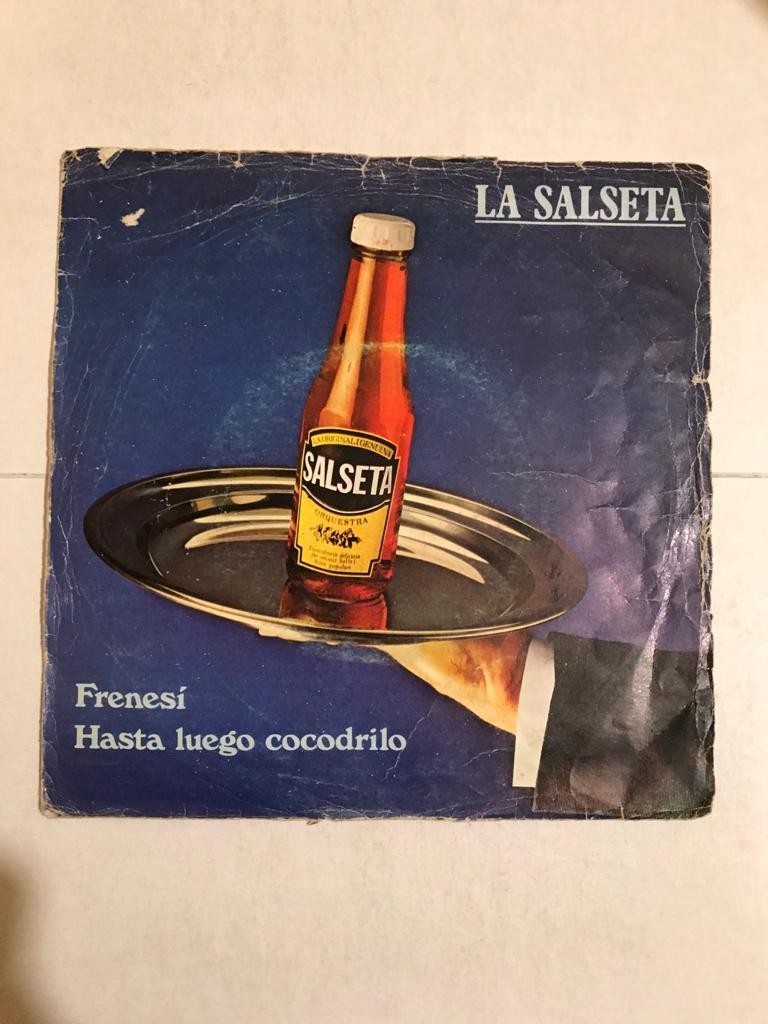 LA SALSETA
LA ORIGINAL I GENUINA
SALSETA
ORQUESTRA
Frenesí
Hasta luego cocodrilo